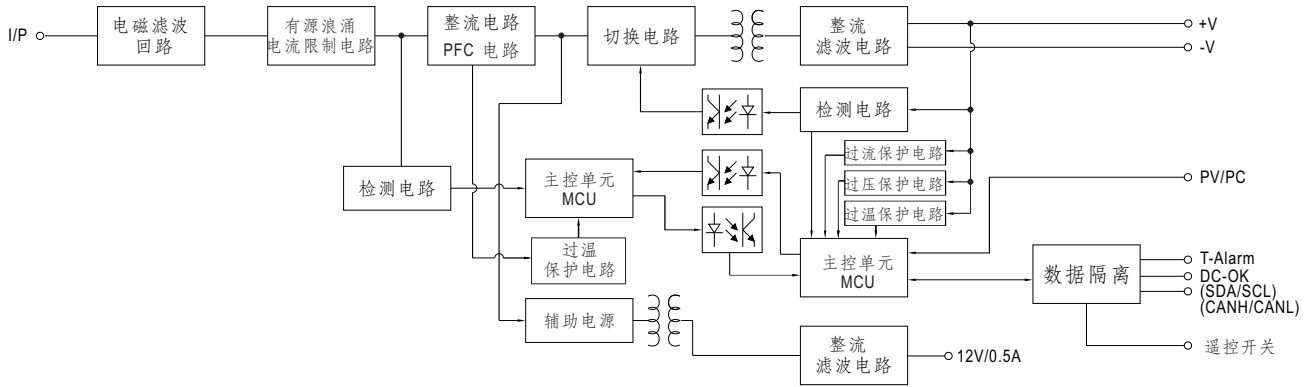 I/P
电磁滤波
回路
有源浪涌
电流限制电路
整流电路
PFC 电路
切换电路
整流
滤波电路
+V
-V
检测电路
过流保护电路
过压保护电路
过温保护电路
PV/PC
检测电路
主控单元
MCU
过温
保护电路
主控单元
MCU
数据隔离
T-Alarm
DC-OK
(SDA/SCL)
(CANH/CANL)
遥控开关
辅助电源
整流
滤波电路
12V/0.5A